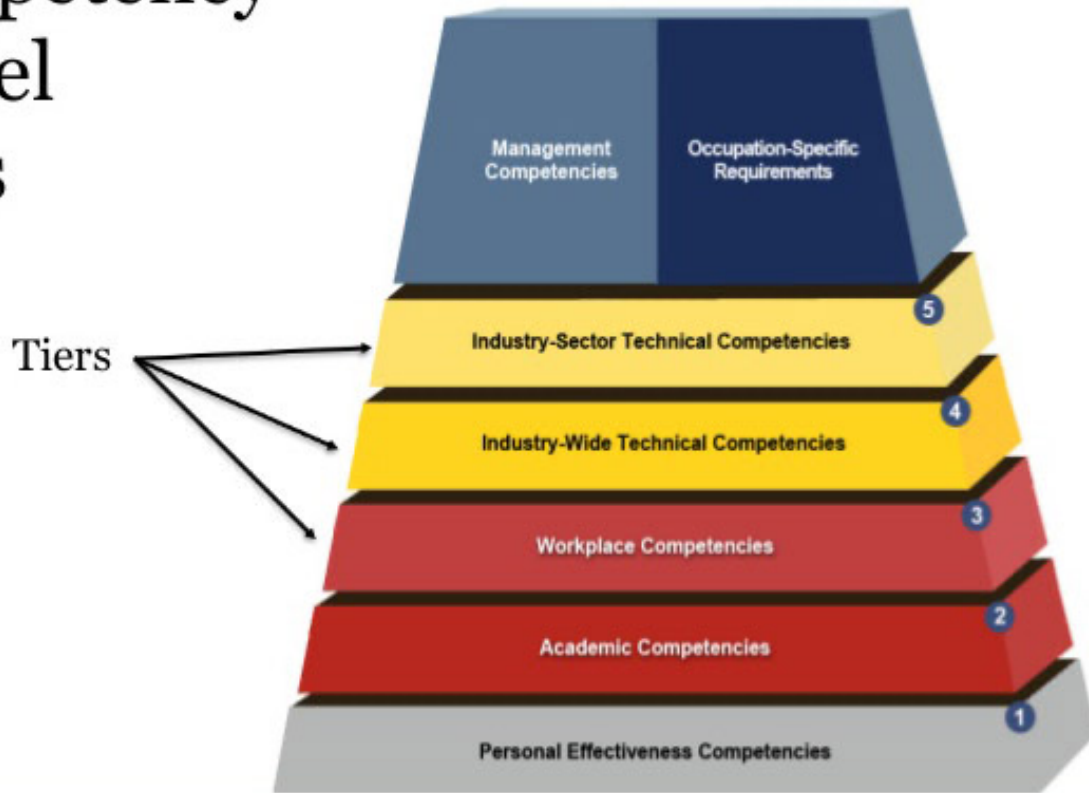 el
Management
Competencies
Occupation-Specific
Requirements
5
Industry-Sector Technical Competencies
Tiers
4
Industry-Wide Technical Competencies
3
Workplace Competencies
2
Academic Competencies
1
Personal Effectiveness Competencies